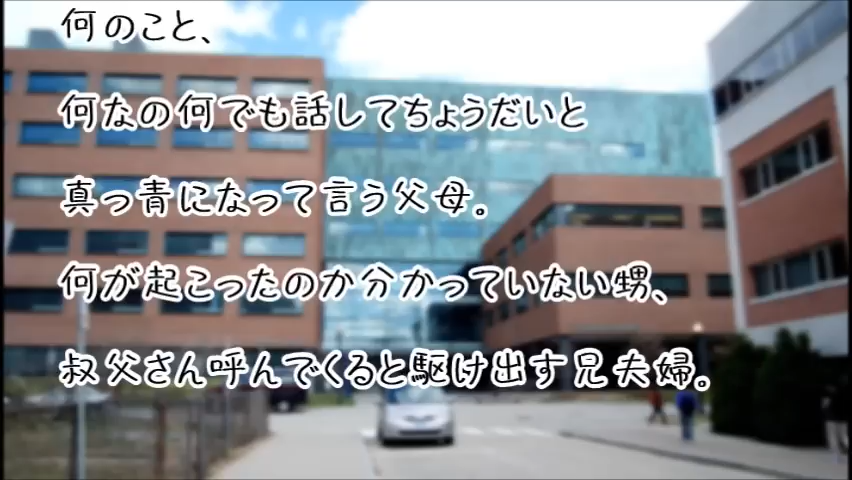 何のこと、
何なの何でも話してちょうだいと
真っ青になって言う父母。
何が起こったのか分かっていない甥、
叔父さん呼んでくると駆け出す兄夫婦。